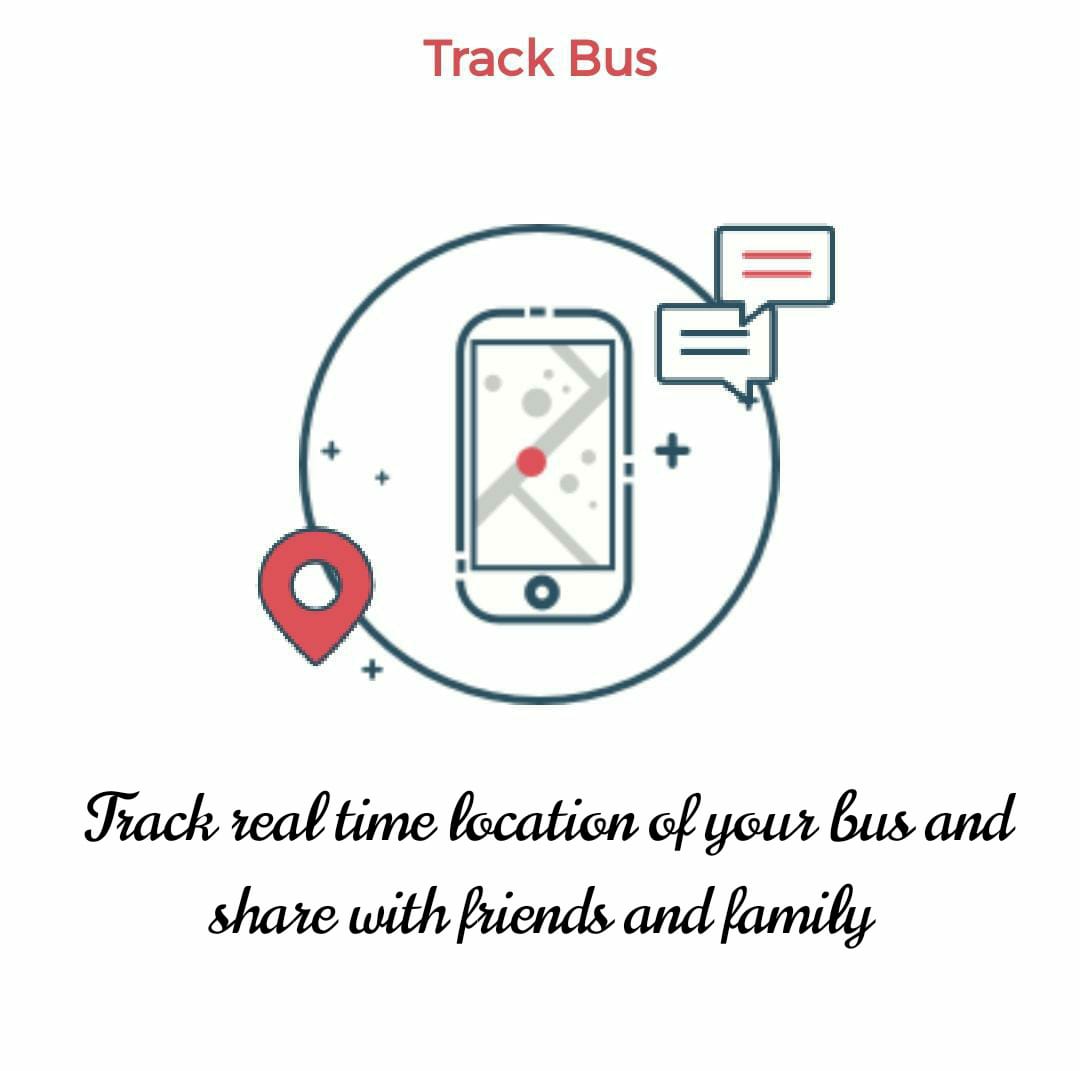 Track Bus
Track real time location of your bus and
share with friends and family